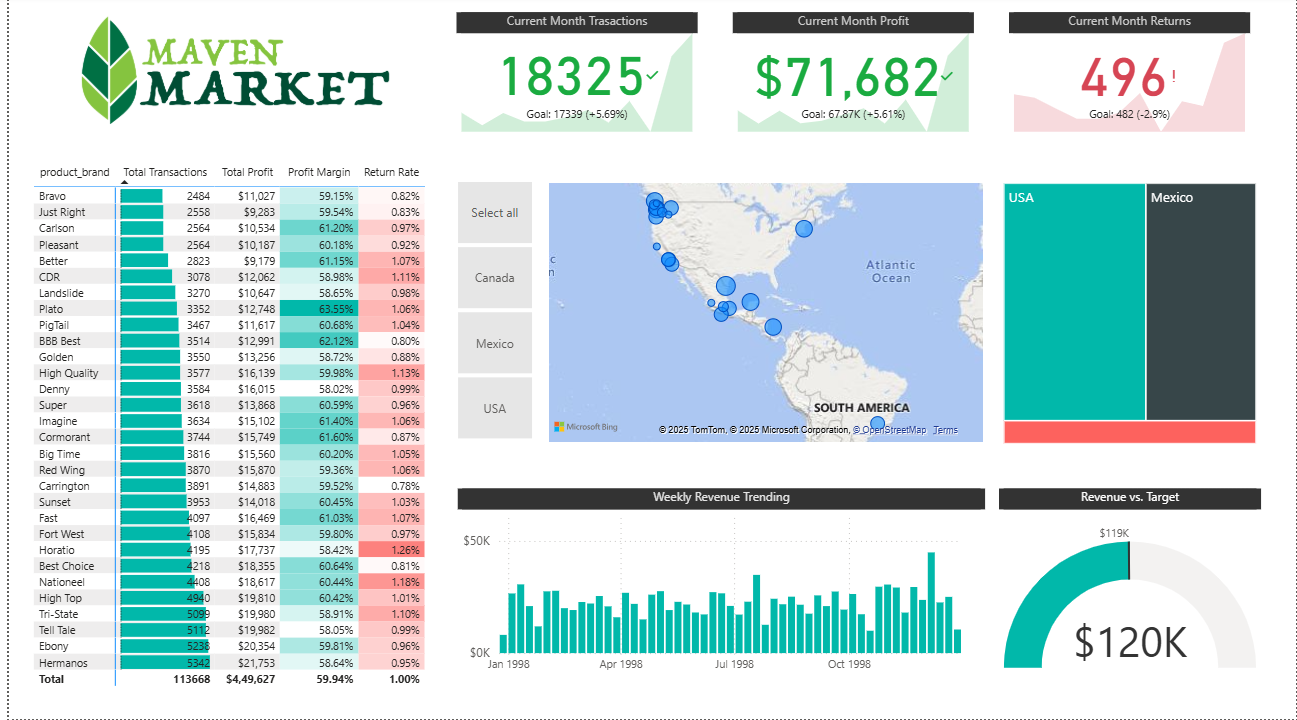 MAVEN
MARKET
Current Month Trasactions
18325
Goal: 17339 (+5.69%)
Current Month Profit
$71,682
Goal: 67.87K (+5.61%)
Current Month Returns
496!
Goal: 482 (-2.9%)
product_brand Total Transactions Total Profit Profit Margin Return Rate
Bravo 2484 $11,027 59.15% 0.82%
Just Right 2558 $9,283 59.54% 0.83%
Carlson 2564 $10,534 61.20% 0.97%
Pleasant 2564 $10,187 60.18% 0.92%
Better 2823 $9,179 61.15% 1.07%
CDR 3078 $12,062 58.98% 1.11%
Landslide 3270 $10,647 58.65% 0.98%
Plato 3352 $12,748 63.55% 1.06%
PigTail 3467 $11,617 60.68% 1.04%
BBB Best 3514 $12,991 62.12% 0.80%
Golden 3550 $13,256 58.72% 0.88%
High Quality 3577 $16,139 59.98% 1.13%
Denny 3584 $16,015 58.02% 0.99%
Super 3618 $13,868 60.59% 0.96%
Imagine 3634 $15,102 61.40% 1.06%
Cormorant 3744 $15,749 61.60% 0.87%
Big Time 3816 $15,560 60.20% 1.05%
Red Wing 3870 $15,870 59.36% 1.06%
Carrington 3891 $14,883 59.52% 0.78%
Sunset 3953 $14,018 60.45% 1.03%
Fast 4097 $16,469 61.03% 1.07%
Fort West 4108 $15,834 59.80% 0.97%
Horatio 4195 $17,737 58.42% 1.26%
Best Choice 4218 $18,355 60.64% 0.81%
Nationeel 4408 $18,617 60.44% 1.18%
High Top 4940 $19,810 60.42% 1.01%
Tri-State 5099 $19,980 58.91% 1.10%
Tell Tale 5112 $19,982 58.05% 0.99%
Ebony 5238 $20,354 59.81% 0.96%
Hermanos 5342 $21,753 58.64% 0.95%
Total 113668 $4,49,627 59.94% 1.00%
Select all
Canada
Mexico
USA
c
n
Atlantic
Ocean
SOUTH AMERICA
Microsoft Bing
© 2025 TomTom, © 2025 Microsoft Corporation, © OpenStreetMap Terms
USA
Mexico
Weekly Revenue Trending
$50K
$0K
Jan 1998 Apr 1998 Jul 1998 Oct 1998
Revenue vs. Target
$119K
$120K